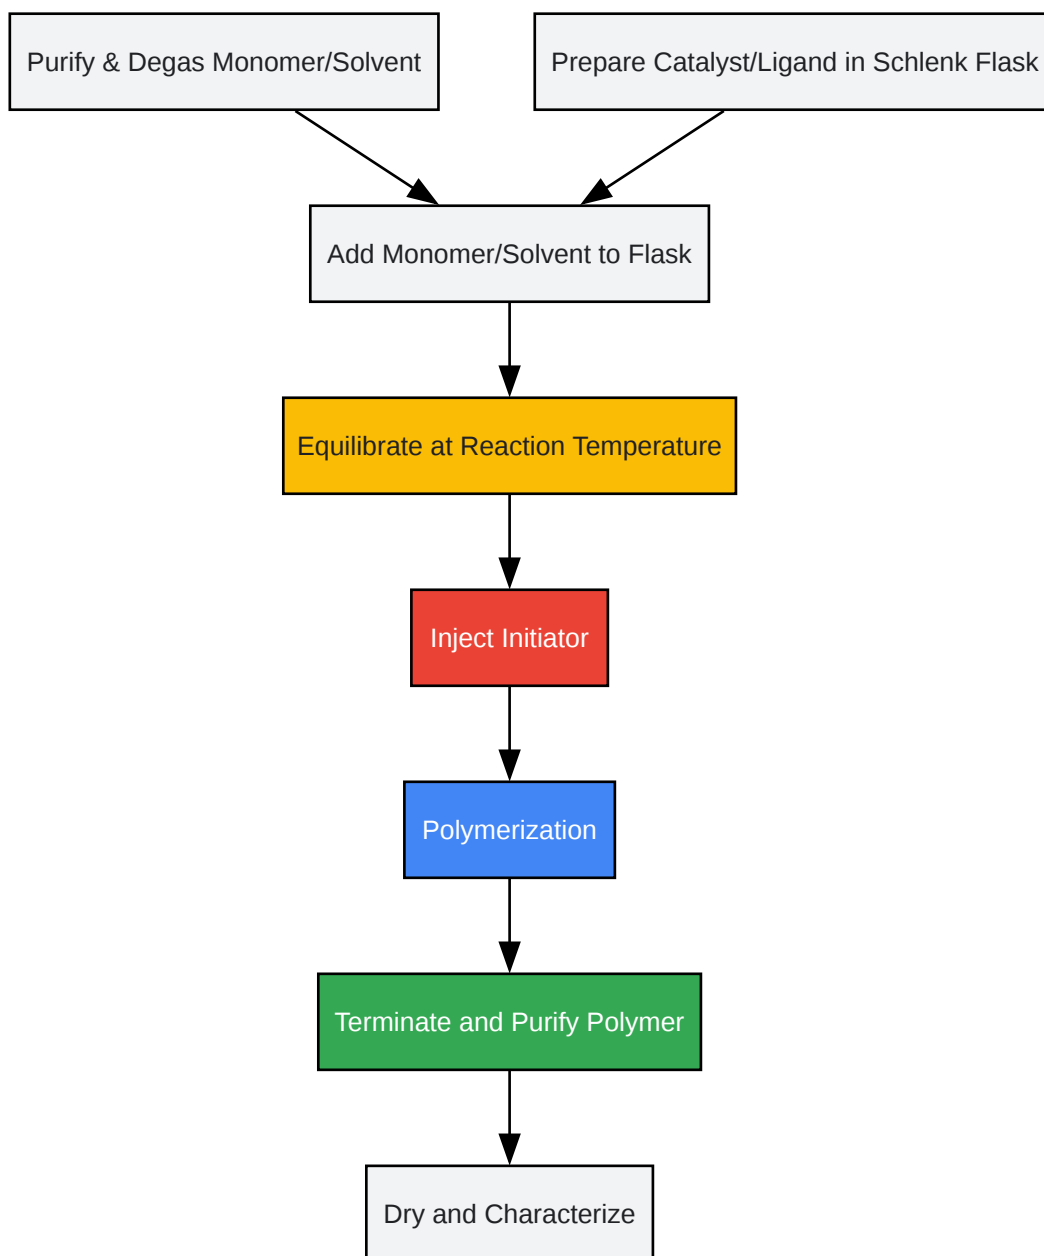 Purify & Degas Monomer/Solvent
Prepare Catalyst/Ligand in Schlenk Flask
Add Monomer/Solvent to Flask
Equilibrate at Reaction Temperature
Inject Initiator
Polymerization
Terminate and Purify Polymer
Dry and Characterize